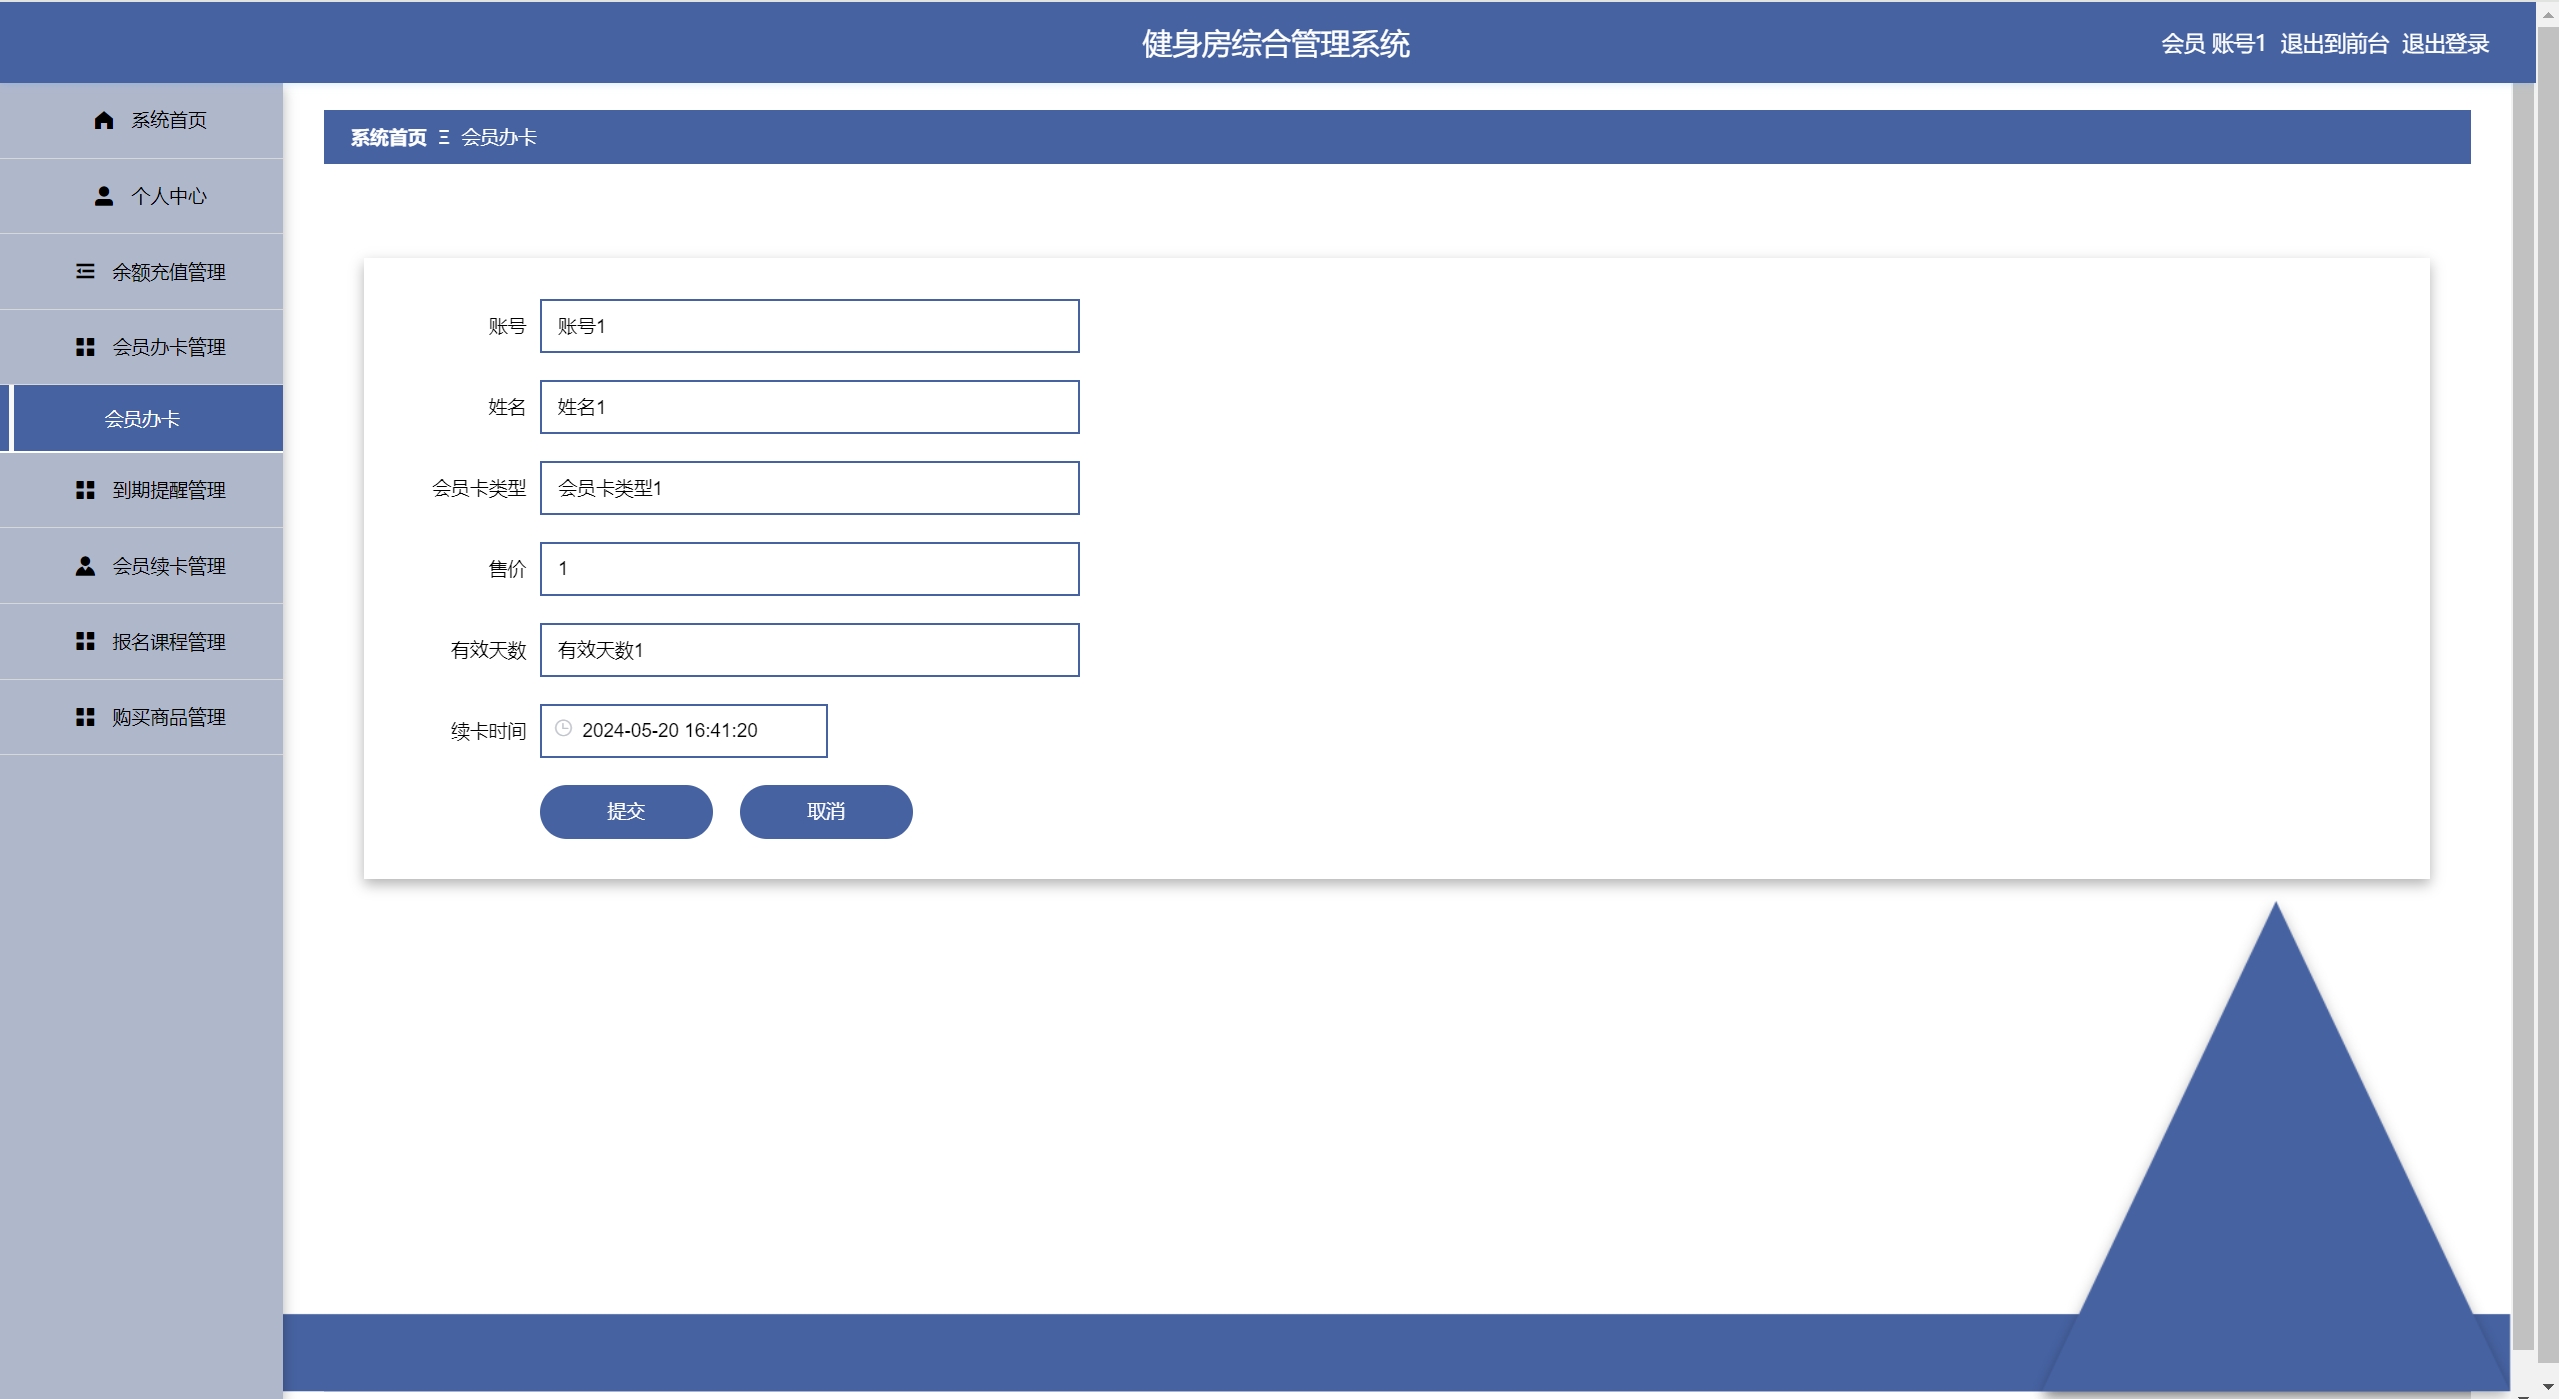 健身房综合管理系统
会员 账号1 退出到前台 退出登录
系统首页
个人中心
余额充值管理
会员办卡管理
会员办卡
到期提醒管理
会员续卡管理
报名课程管理
购买商品管理
系统首页 Ξ 会员办卡
账号 账号1
姓名 姓名1
会员卡类型 会员卡类型1
售价 1
有效天数 有效天数1
续卡时间 2024-05-20 16:41:20
提交 取消